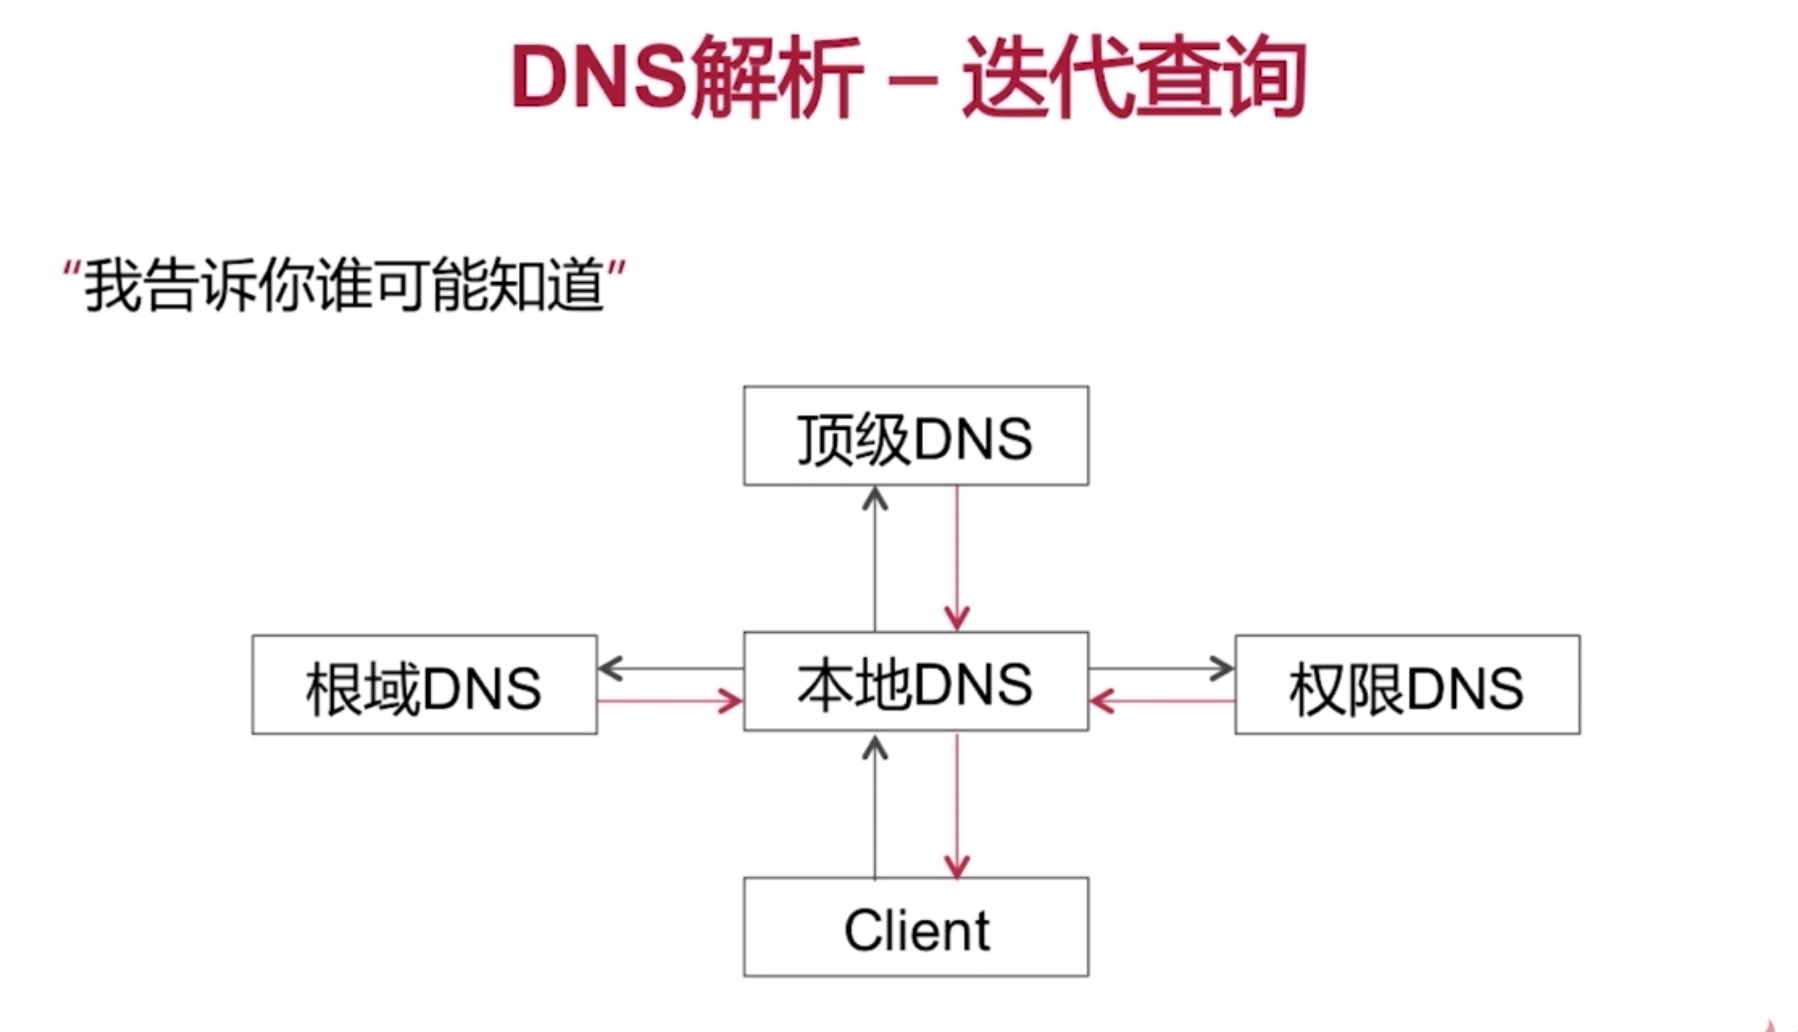 DNS解析 – 迭代查询
“我告诉你谁可能知道”
顶级DNS
根域DNS
本地DNS
权限DNS
Client